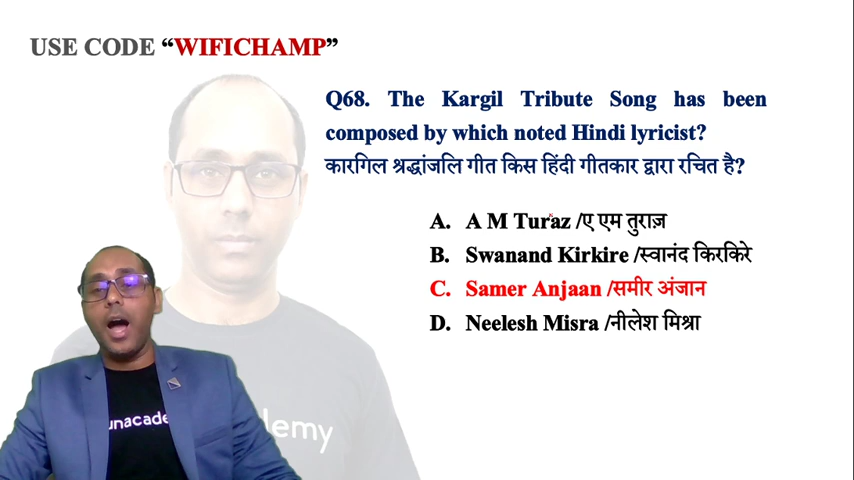 USE CODE “WIFICHAMP”
Q68. The Kargil Tribute Song has been
composed by which noted Hindi lyricist?
कारगिल श्रद्धांजलि गीत किस हिंदी गीतकार द्वारा रचित है?
A. A M Turaz /ए एम तुराज़
B. Swanand Kirkire /स्वानंद किरकिरे
C. Samer Anjaan /समीर अंजान
D. Neelesh Misra /नीलेश मिश्रा